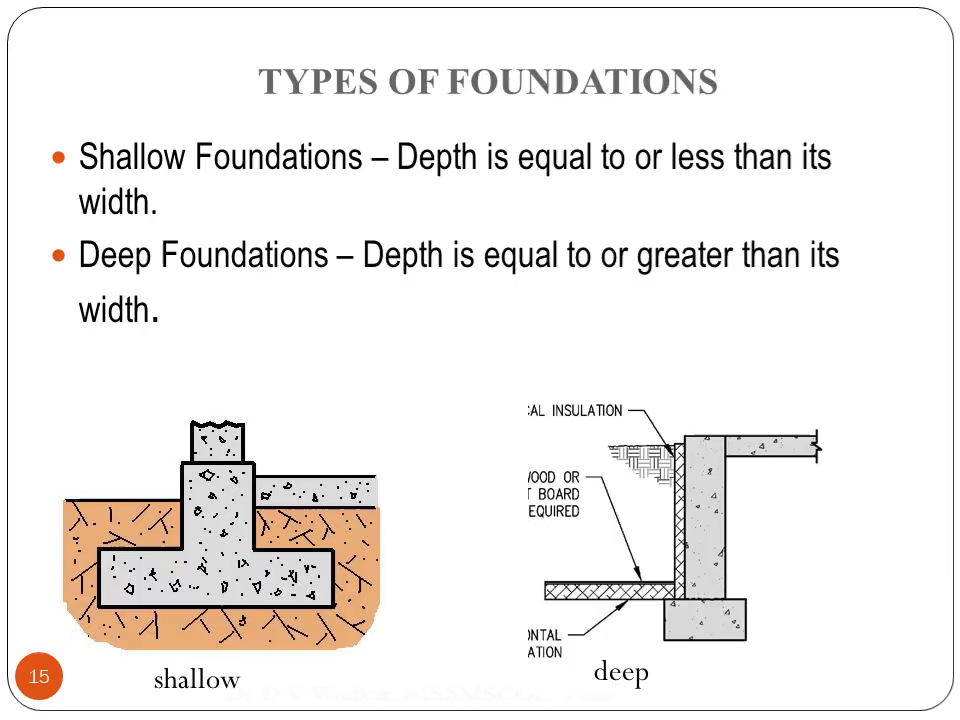 TYPES OF FOUNDATIONS
Shallow Foundations – Depth is equal to or less than its
width.
Deep Foundations – Depth is equal to or greater than its
width.
CAL INSULATION
WOOD OR
T BOARD
EQUIRED
ONTAL
ATION
shallow
deep
15